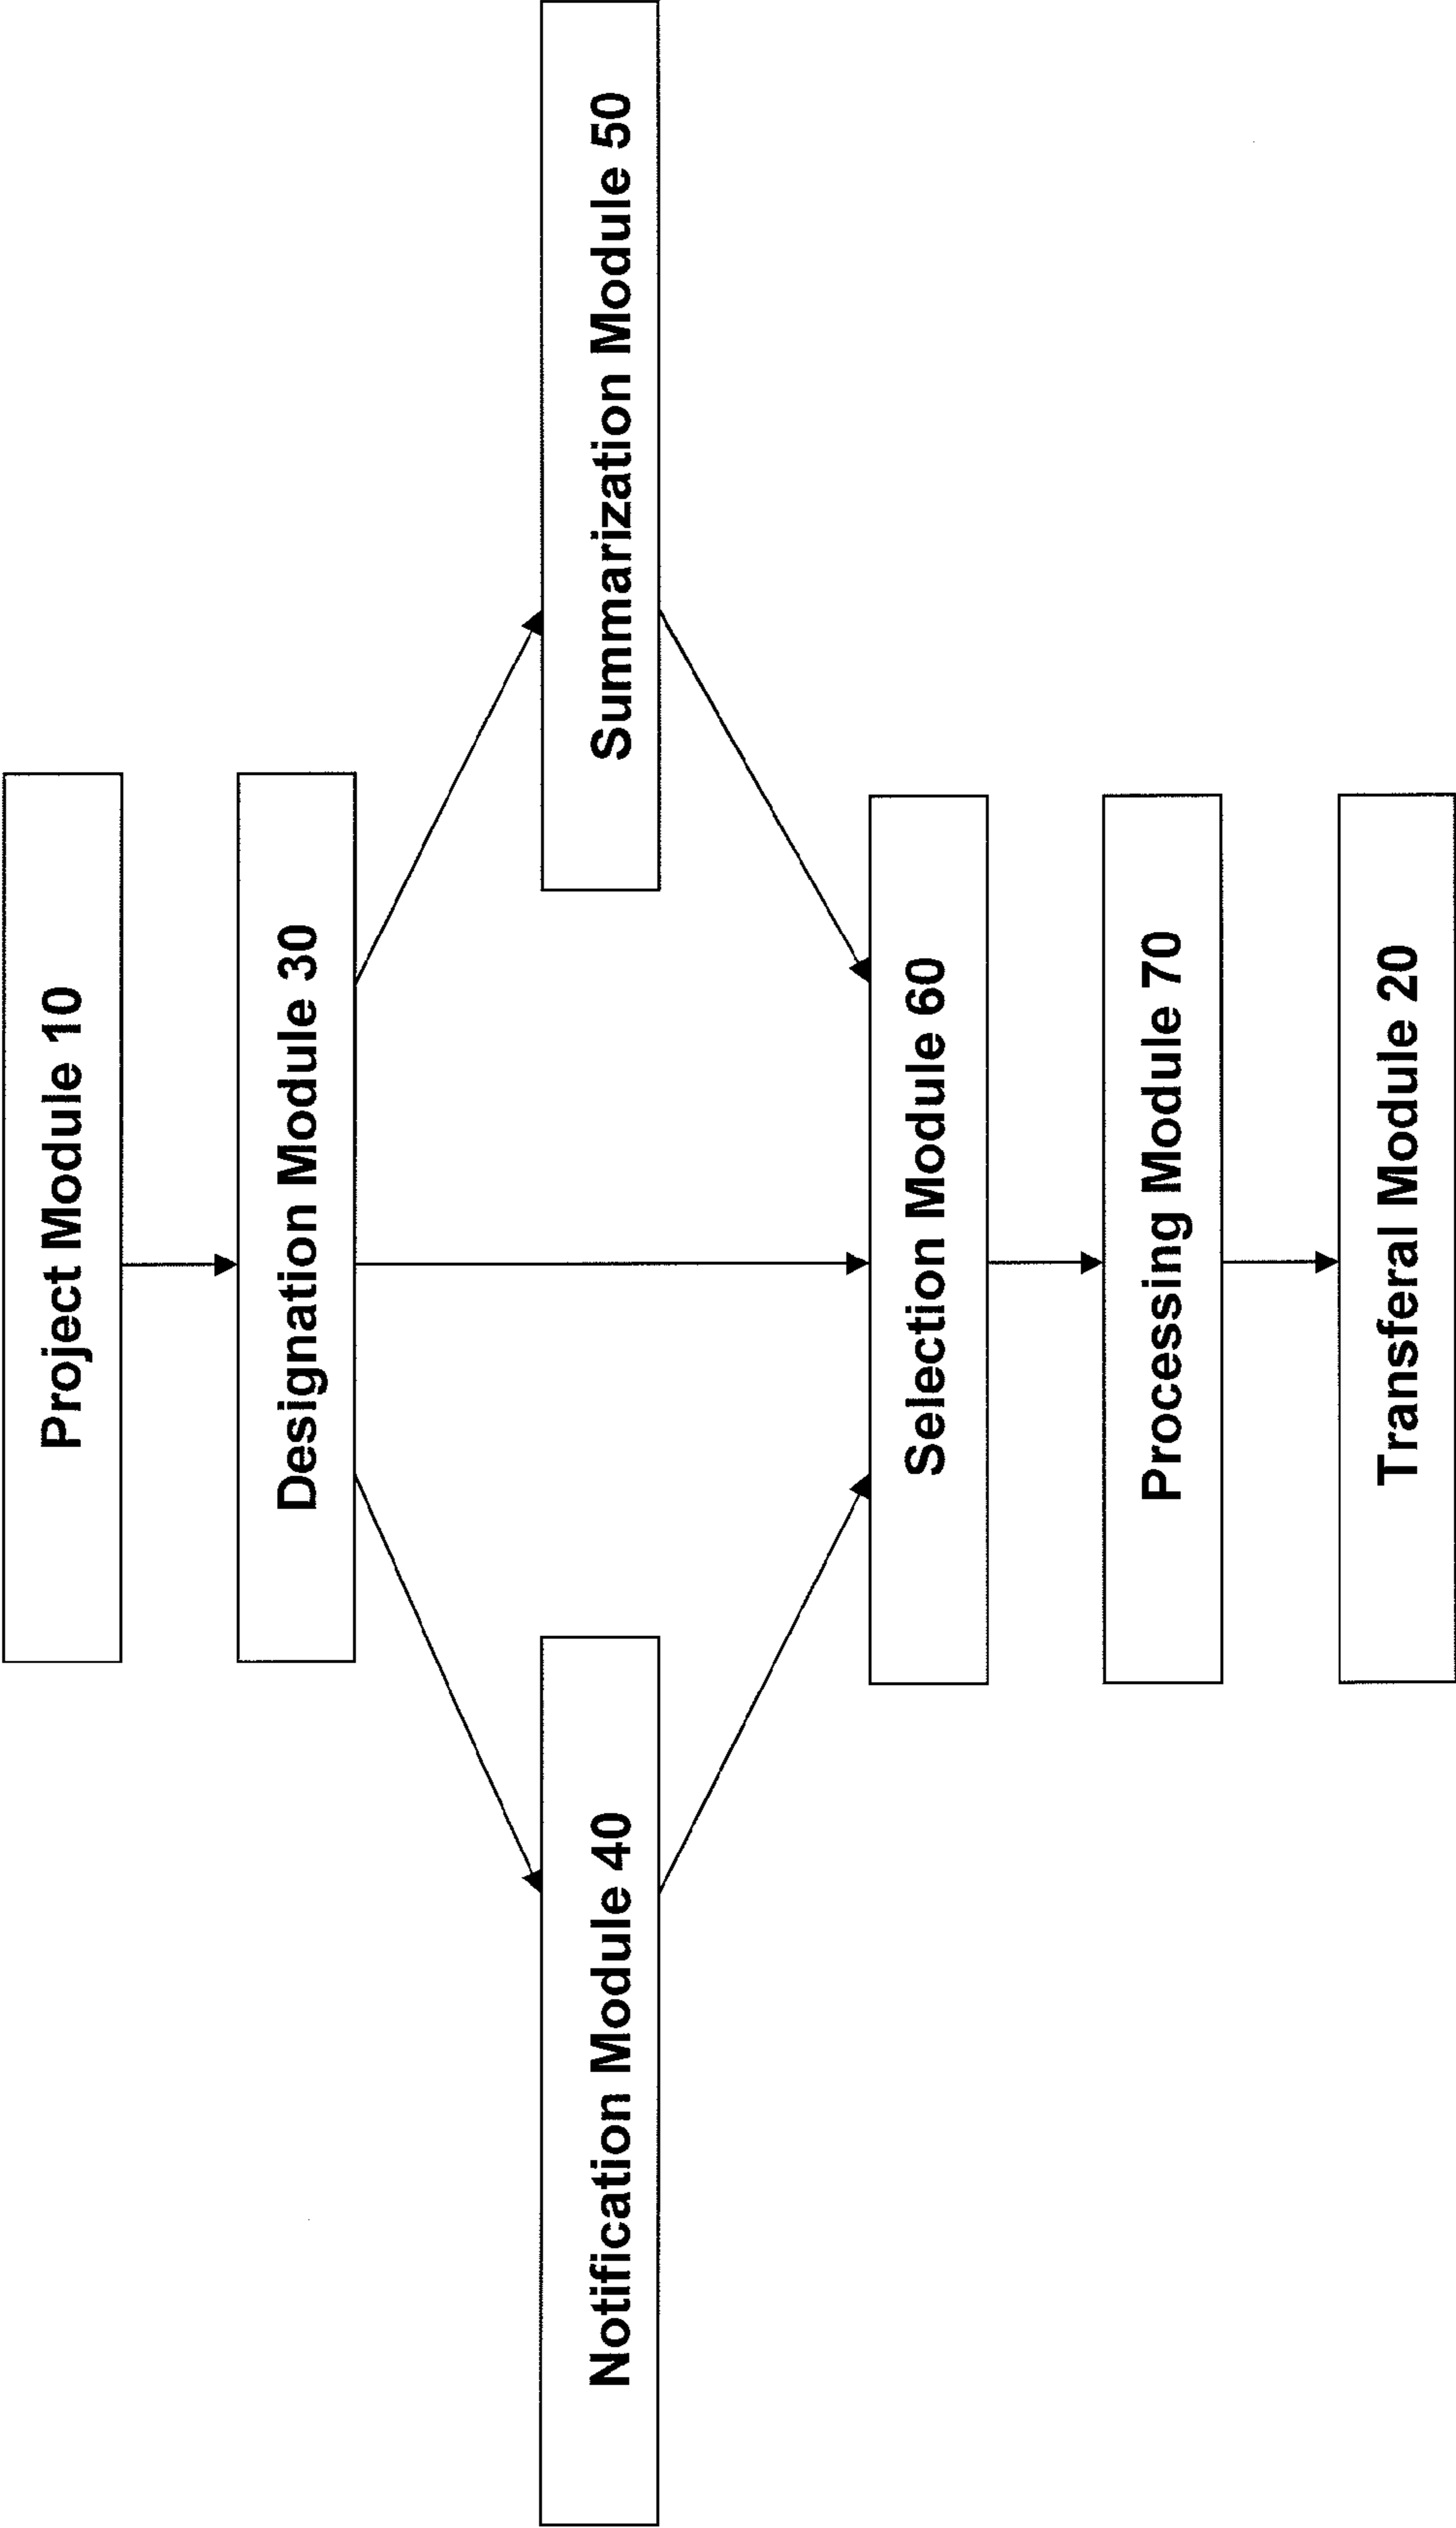 Project Module 10
Designation Module 30
Notification Module 40
Summarization Module 50
Selection Module 60
Processing Module 70
Transferal Module 20